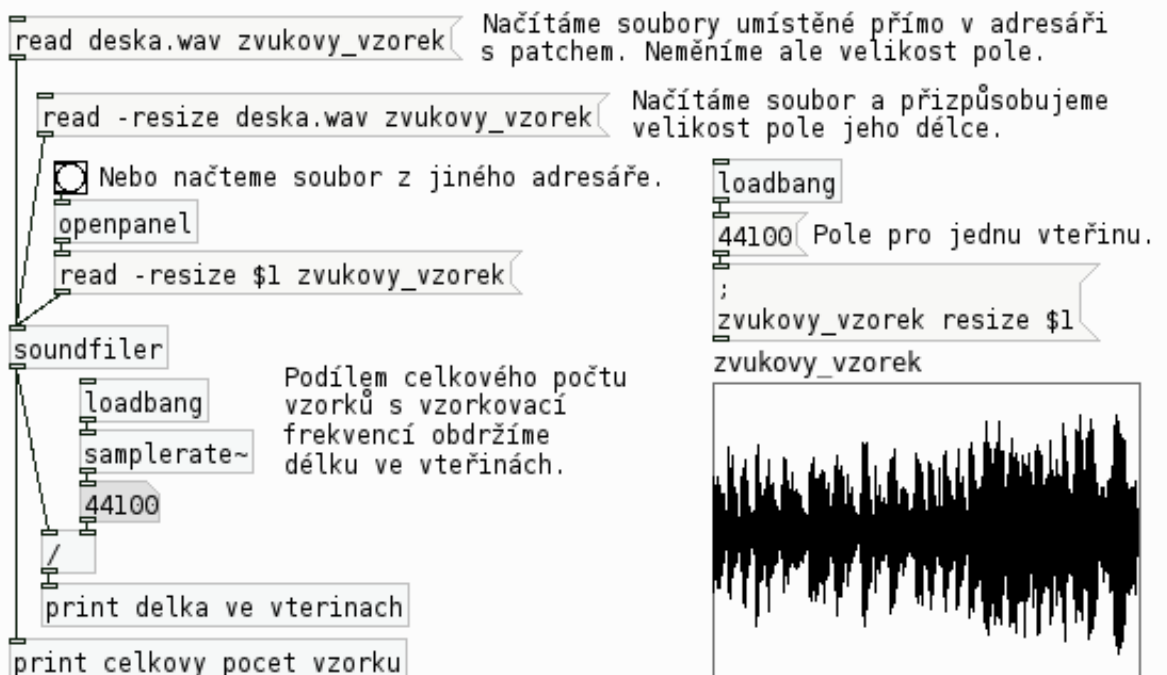 read deska.wav zvukovy_vzorek
Načítáme soubory umístěné přímo v adresáři
s patchem. Neměníme ale velikost pole.
read -resize deska.wav zvukovy_vzorek
Načítáme soubor a přizpůsobujeme
velikost pole jeho délce.
Nebo načteme soubor z jiného adresáře.
openpanel
read -resize $1 zvukovy_vzorek
loadbang
44100
Pole pro jednu vteřinu.
;
zvukovy_vzorek resize $1
zvukovy_vzorek
soundfiler
loadbang
samplerate~
44100
/
Podílem celkového počtu
vzorků s vzorkovací
frekvencí obdržíme
délku ve vteřinách.
print delka ve vterinach
print celkovy pocet vzorku